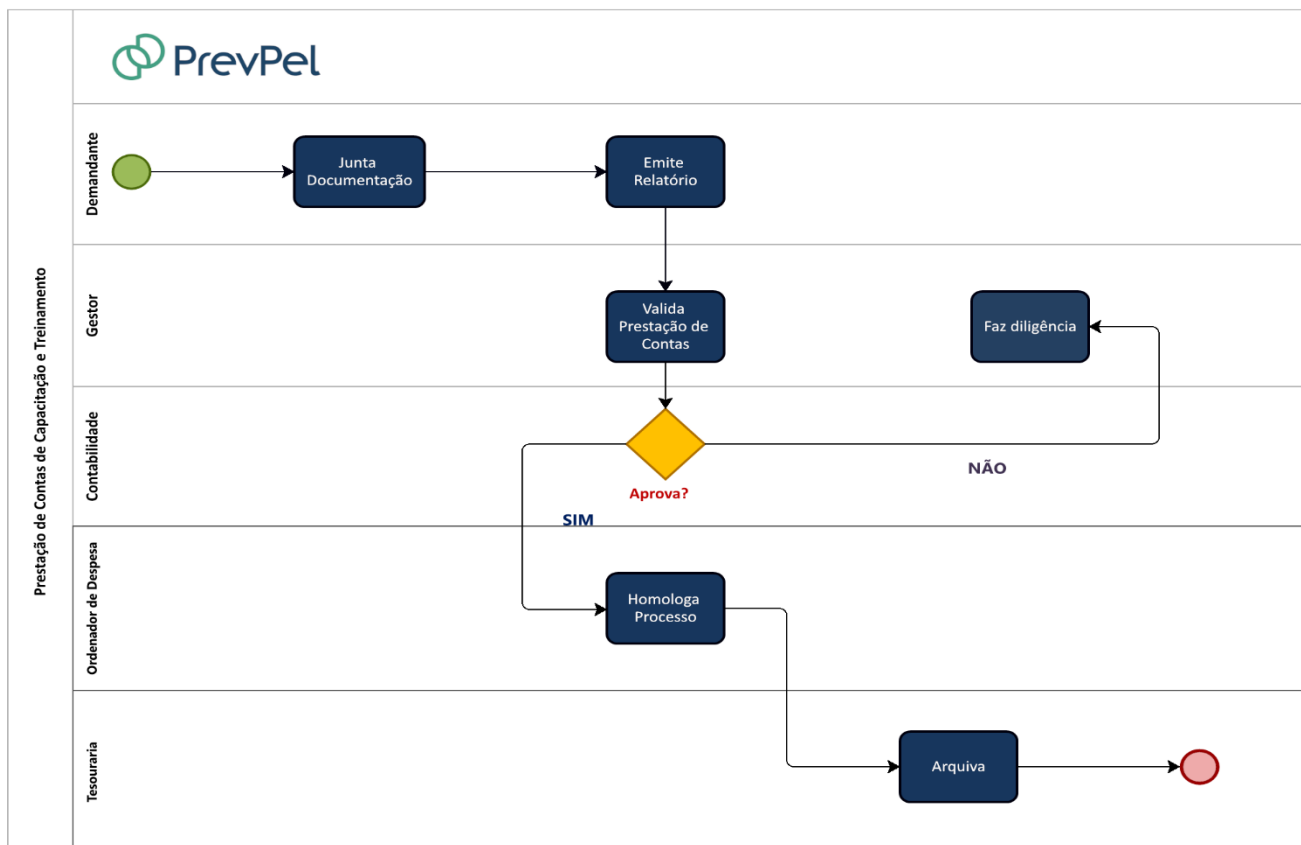 PrevPel
Prestação de Contas de Capacitação e Treinamento
Demandante
Junta
Documentação
Emite
Relatório
Gestor
Valida
Prestação de
Contas
Faz diligência
Contabilidade
Aprova?
NÃO
SIM
Ordenador de Despesa
Homologa
Processo
Tesouraria
Arquiva